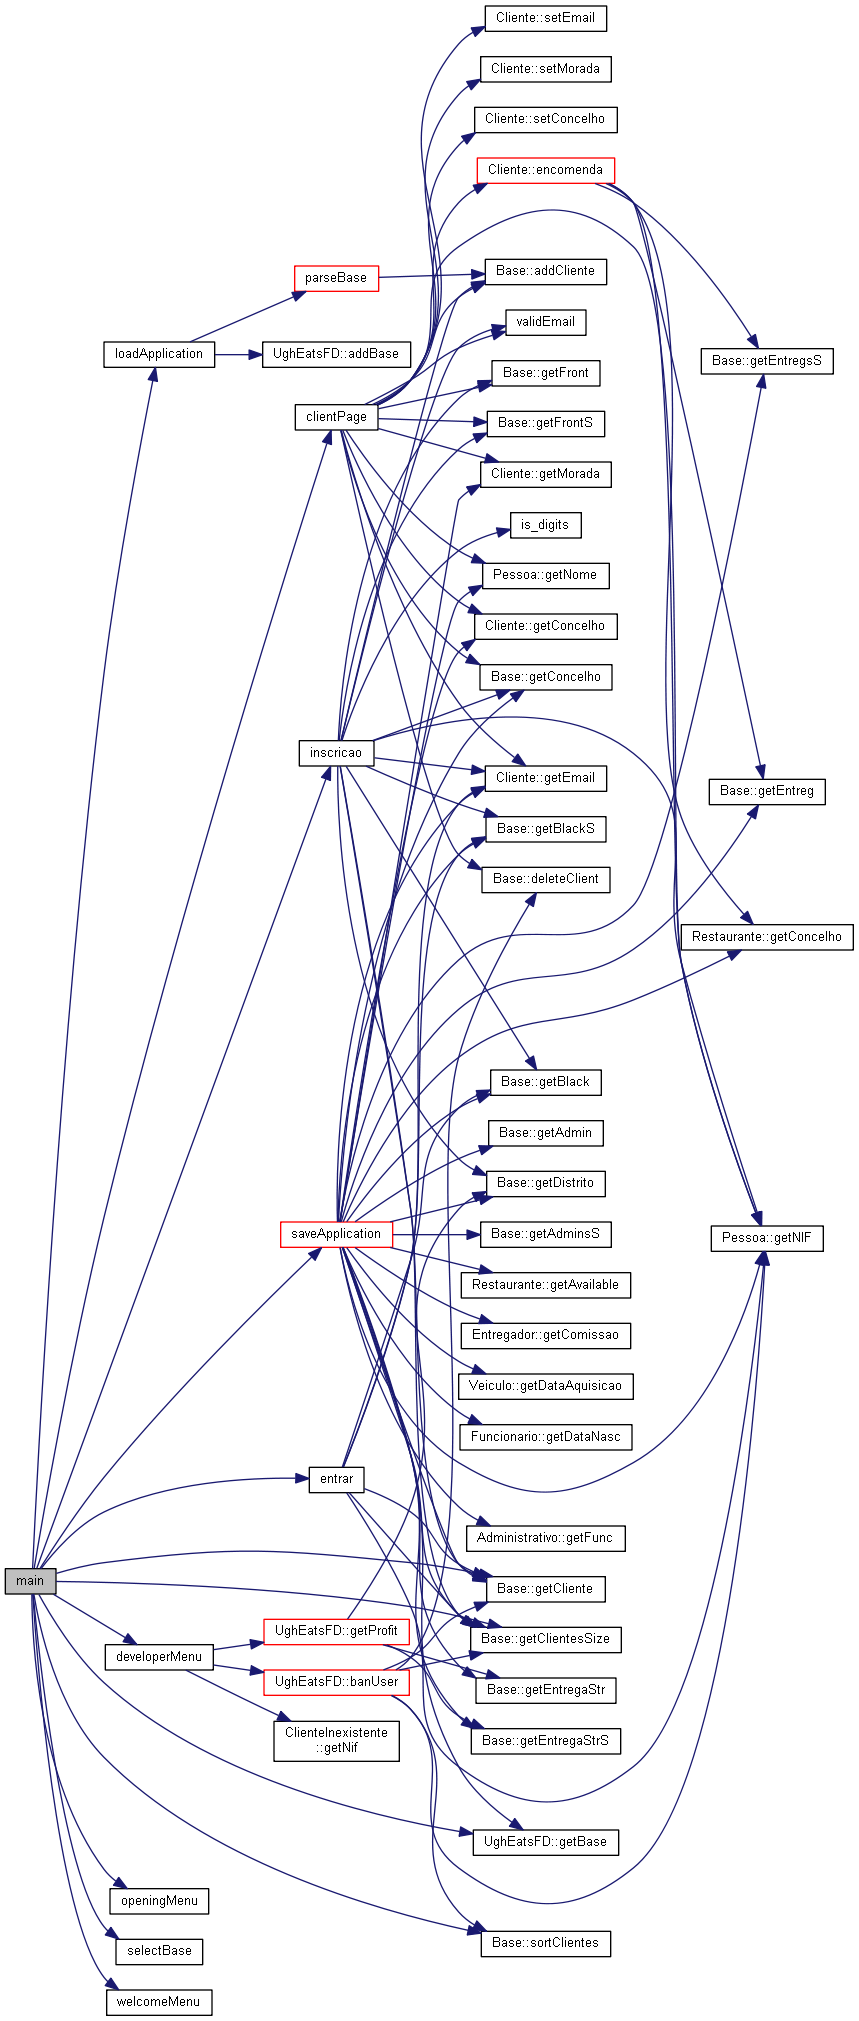 Cliente::setEmail
Cliente::setMorada
Cliente::setConcelho
Cliente::encomenda
Base::addCliente
parseBase
validEmail
loadApplication
UghEatsFD::addBase
Base::getEntregsS
Base::getFront
clientPage
Base::getFrontS
Cliente::getMorada
is_digits
Pessoa::getNome
Cliente::getConcelho
Base::getConcelho
inscricao
Cliente::getEmail
Base::getEntreg
Base::getBlackS
Base::deleteClient
Restaurante::getConcelho
Base::getBlack
Base::getAdmin
Base::getDistrito
saveApplication
Base::getAdminsS
Pessoa::getNIF
Restaurante::getAvailable
Entregador::getComissao
Veiculo::getDataAquisicao
Funcionario::getDataNasc
entrar
Administrativo::getFunc
main
Base::getCliente
UghEatsFD::getProfit
Base::getClientesSize
developerMenu
UghEatsFD::banUser
Base::getEntregaStr
ClienteInexistente
::getNif
Base::getEntregaStrS
UghEatsFD::getBase
openingMenu
Base::sortClientes
selectBase
welcomeMenu